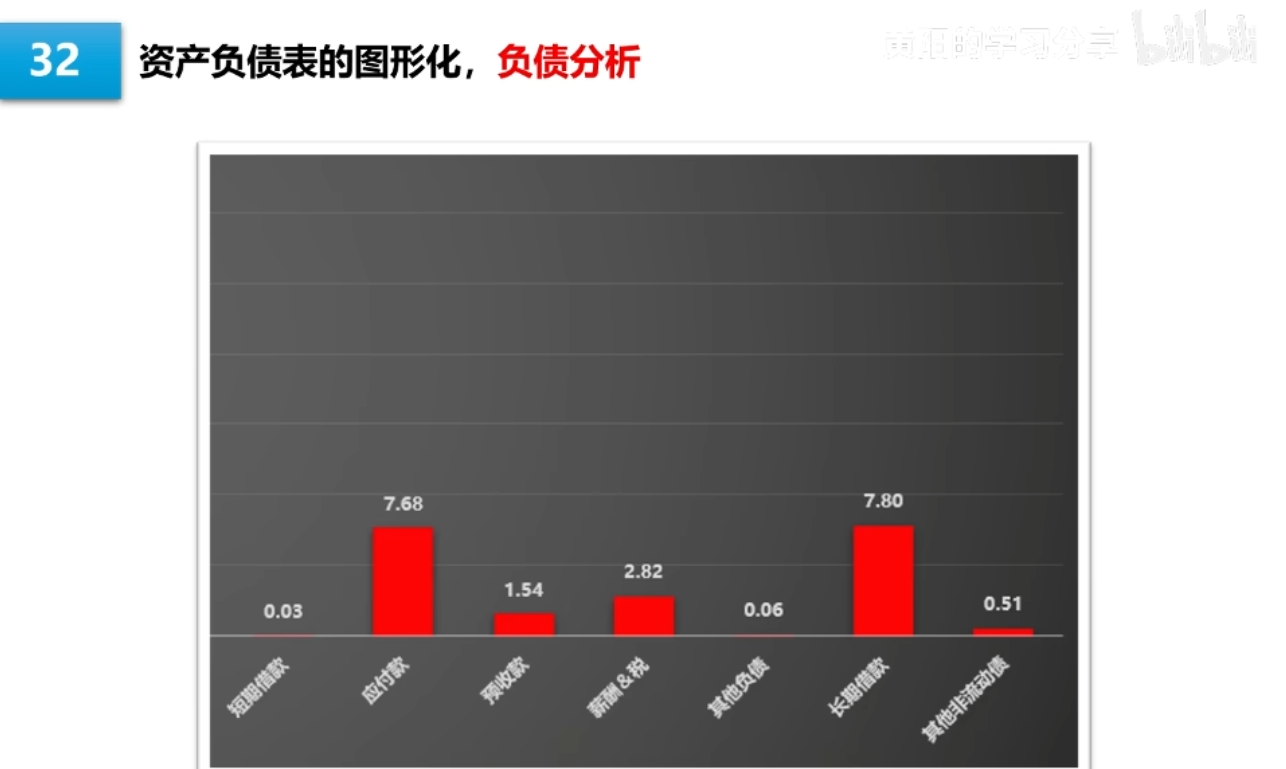 32
资产负债表的图形化，负债分析
黄阳的学习分享 bilibili
7.68
7.80
2.82
1.54
0.03
0.06
0.51
短期借款
应付款
预收款
薪酬&税
其他负债
长期借款
其他非流动债